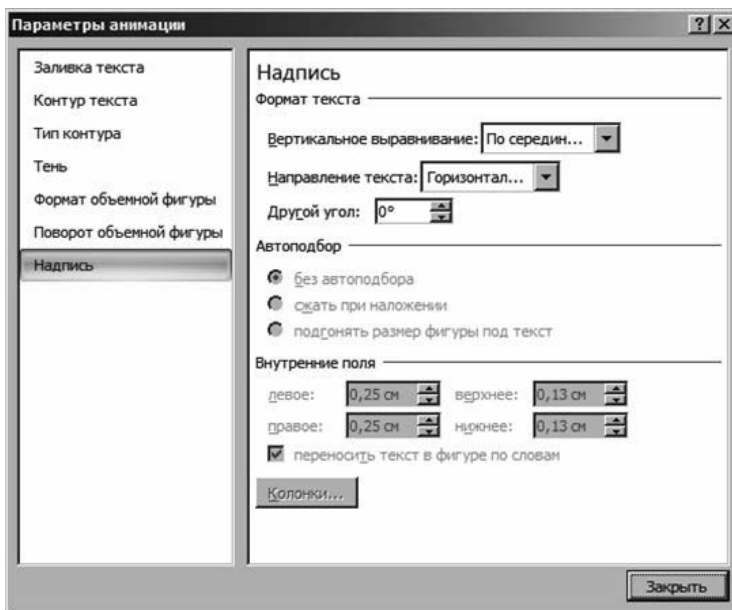 Параметры анимации
Заливка текста
Контур текста
Тип контура
Тень
Формат объемной фигуры
Поворот объемной фигуры
Надпись
Надпись
Формат текста
Вертикальное выравнивание: По середин...
Направление текста: Горизонтал...
Другой угол: 0°
Автоподбор
без автоподбора
сжать при наложении
подгонять размер фигуры под текст
Внутренние поля
левое: 0,25 см верхнее: 0,13 см
правое: 0,25 см нижнее: 0,13 см
переносить текст в фигуре по словам
Колонки...
Закрыть